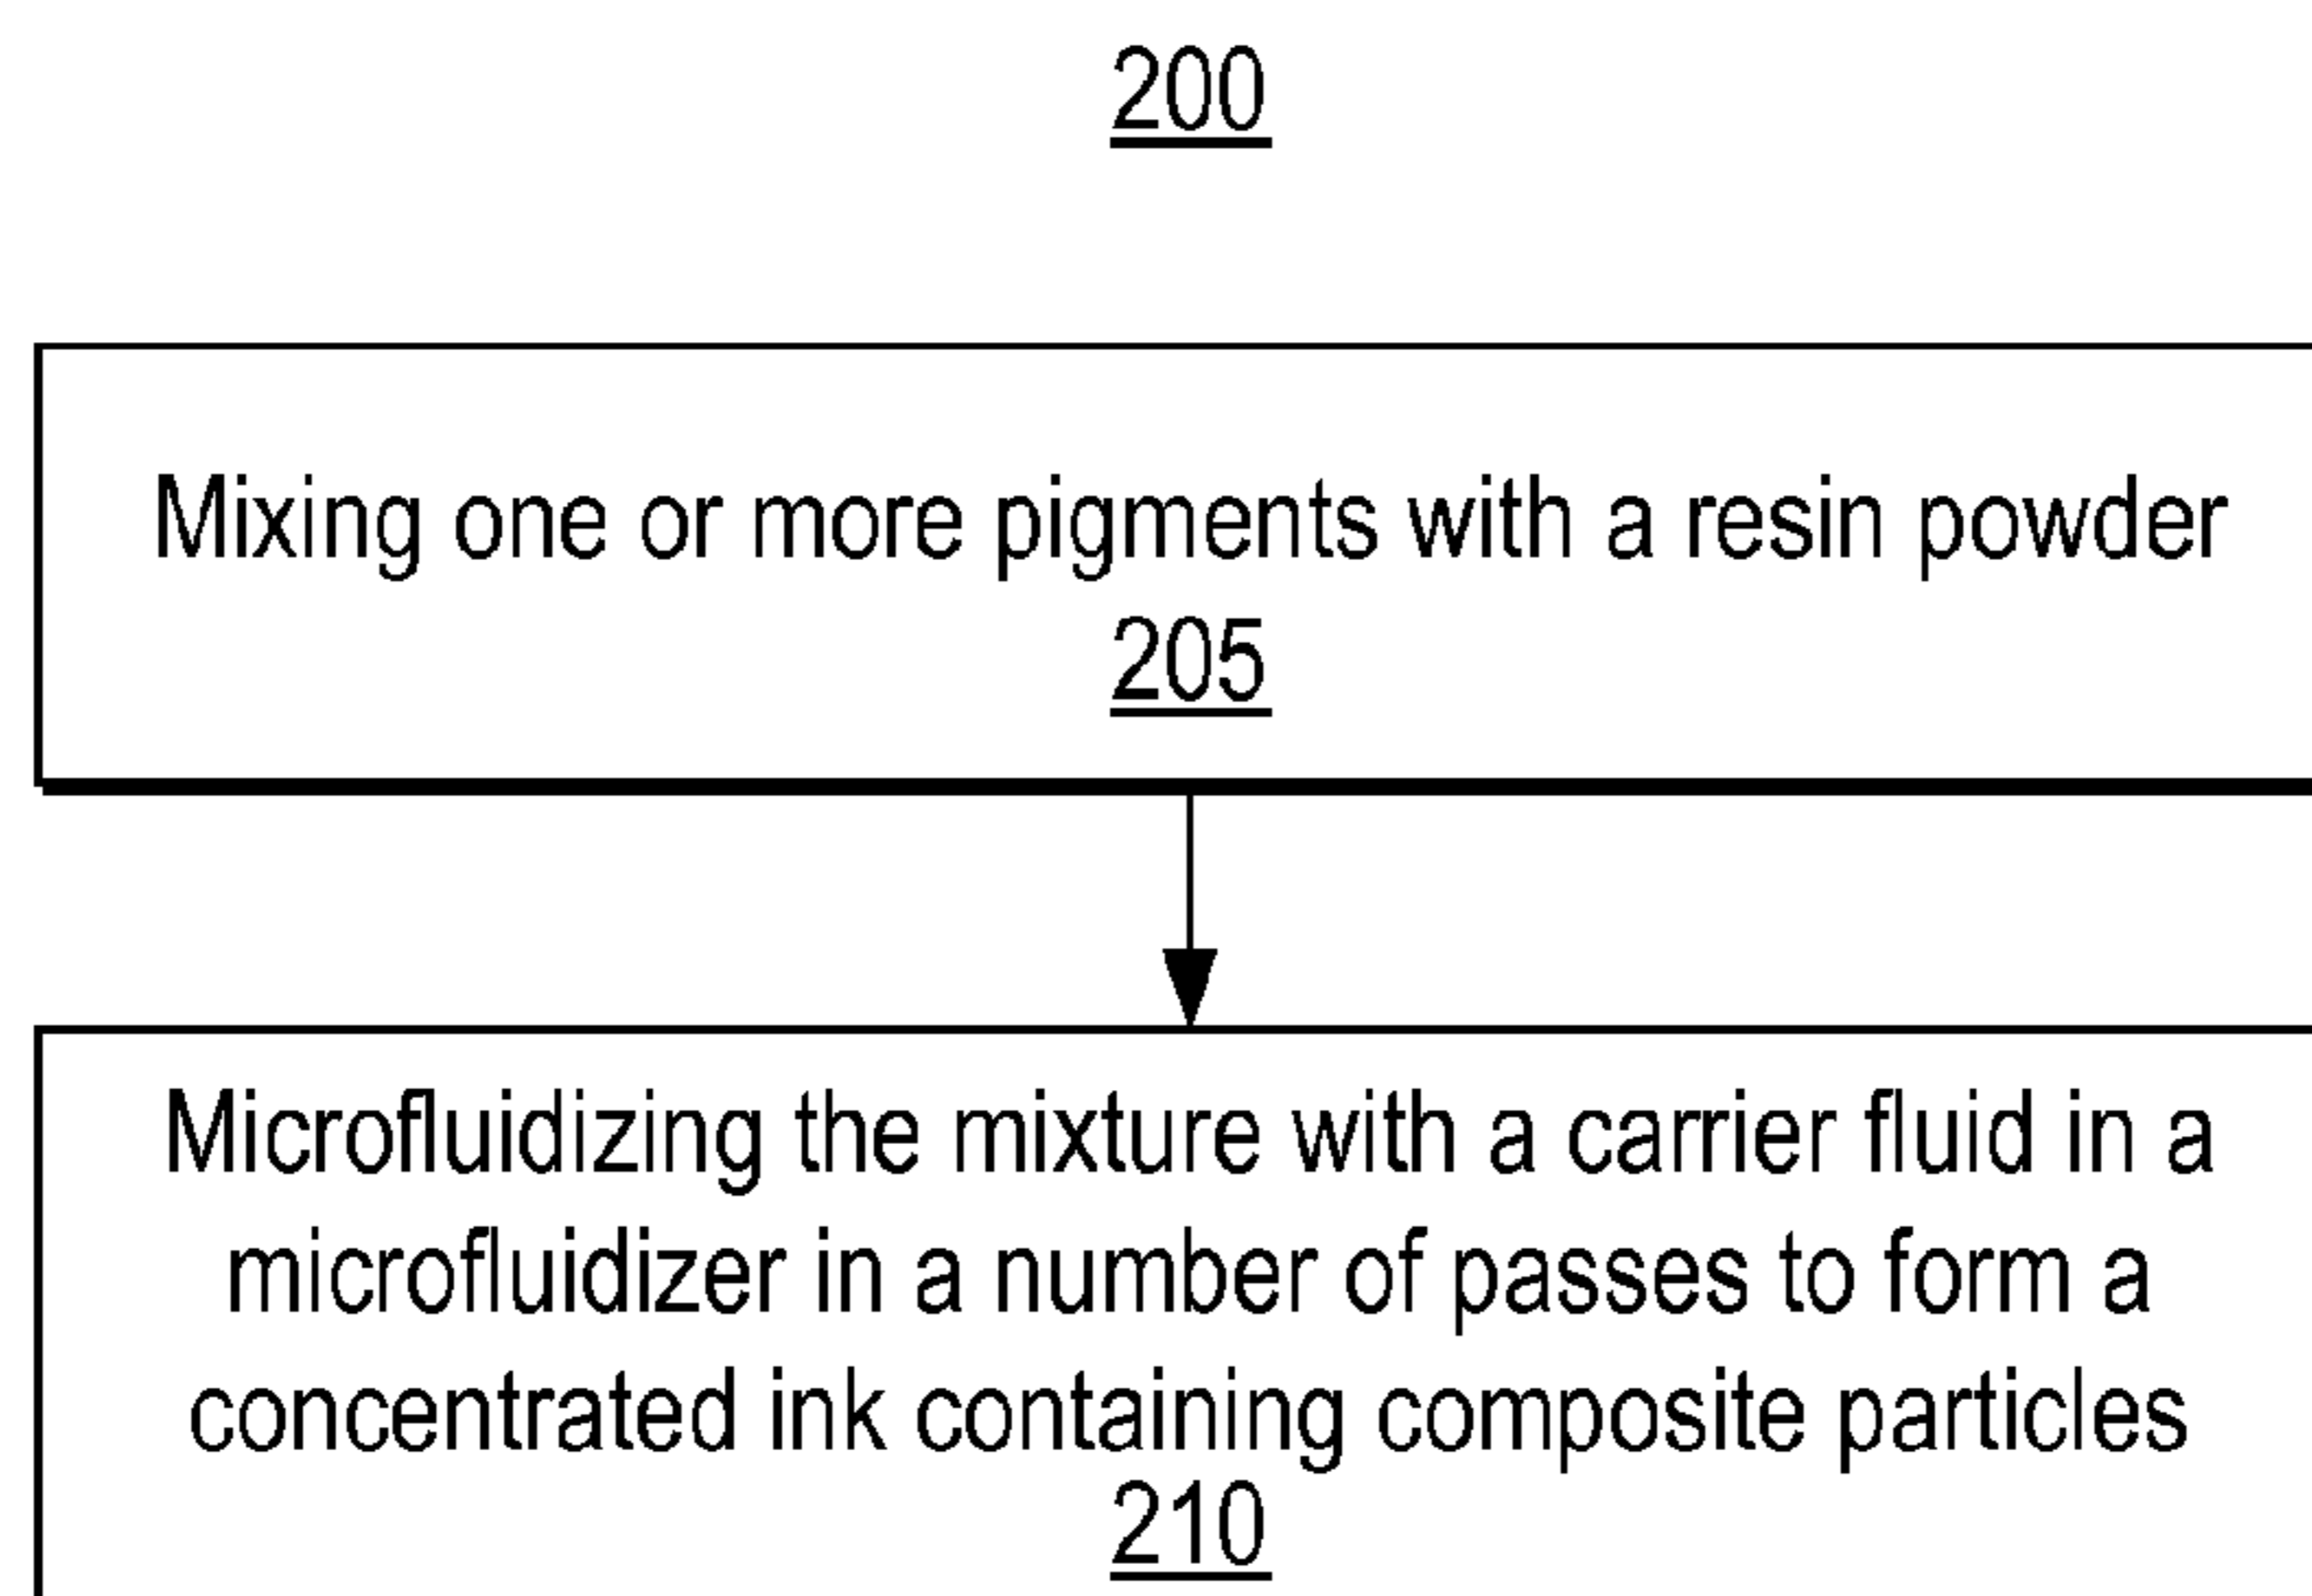 200
Mixing one or more pigments with a resin powder
205
Microfluidizing the mixture with a carrier fluid in a
microfluidizer in a number of passes to form a
concentrated ink containing composite particles
210